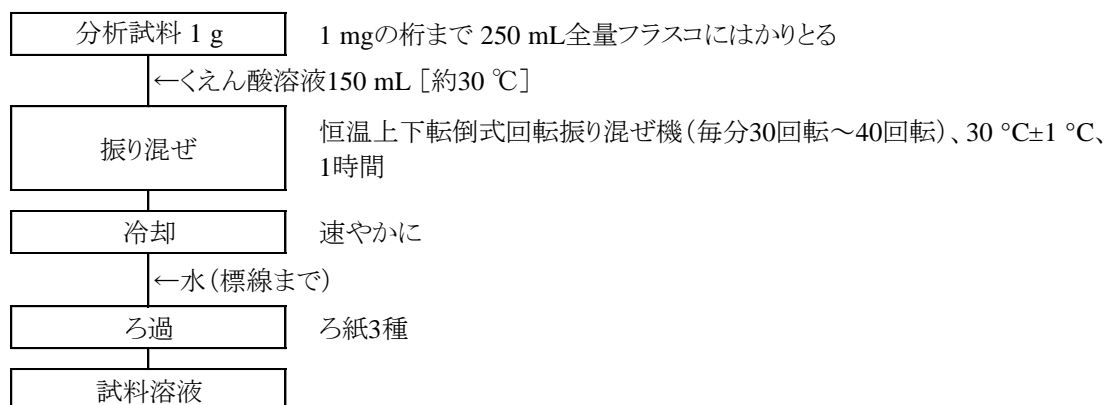 分析試料 1 g
1 mgの桁まで 250 mL全量フラスコにはかりとる
←くえん酸溶液150 mL [約30 ℃]
振り混ぜ
恒温上下転倒式回転振り混ぜ機(毎分30回転~40回転)、30 °C±1 °C、
1時間
冷却
速やかに
←水(標線まで)
ろ過
ろ紙3種
試料溶液